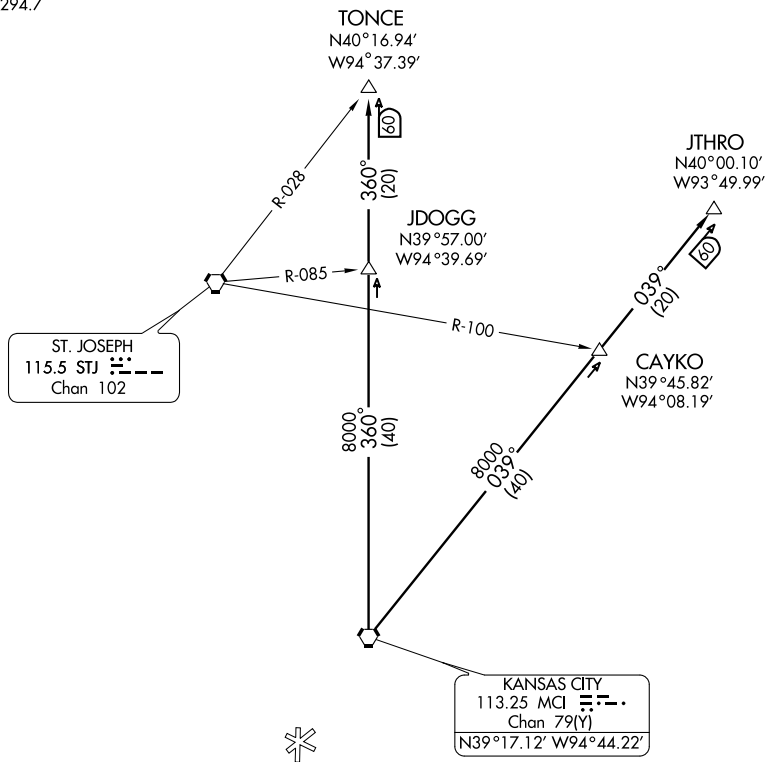 294.7
TONCE
N40°16.94'
W94°37.39'
60
JTHRO
N40°00.10'
W93°49.99'
60
R-028
360°
(20)
JDOGG
N39°57.00'
W94°39.69'
R-085
039°
(20)
R-100
ST. JOSEPH
115.5 STJ
Chan 102
CAYKO
N39°45.82'
W94°08.19'
8000
360°
(40)
8000
039°
(40)
KANSAS CITY
113.25 MCI
Chan 79(Y)
N39°17.12' W94°44.22'